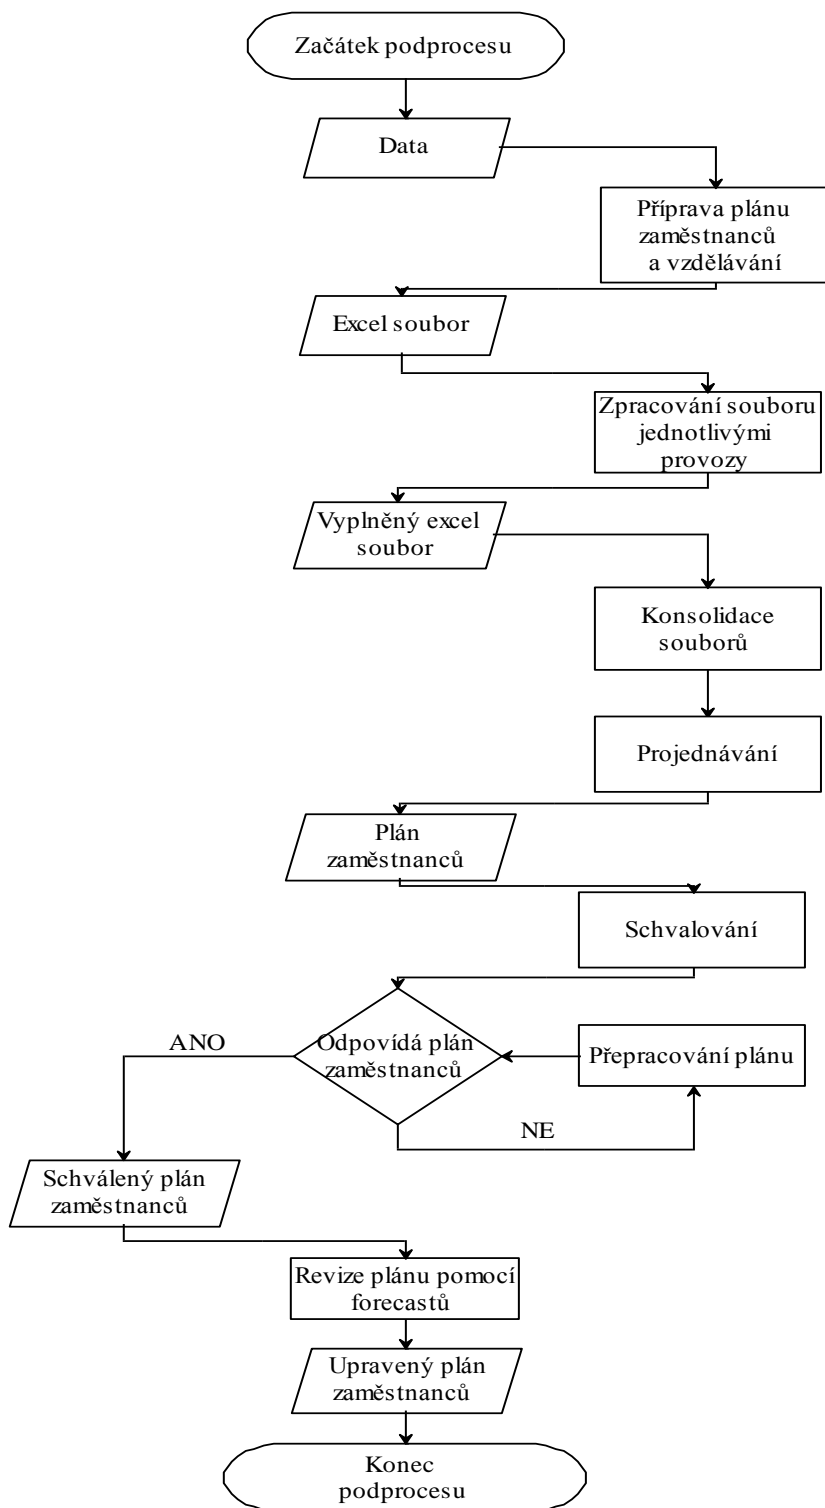 Začátek podprocesu
Data
Příprava plánu
zaměstnanců
a vzdělávání
Excel soubor
Zpracování souboru
jednotlivými
provozy
Vyplněný excel
soubor
Konsolidace
souborů
Projednávání
Plán
zaměstnanců
Schvalování
Odpovídá plán
zaměstnanců
ANO
Přepracování plánu
NE
Schválený plán
zaměstnanců
Revize plánu pomocí
forecastů
Upravený plán
zaměstnanců
Konec
podprocesu